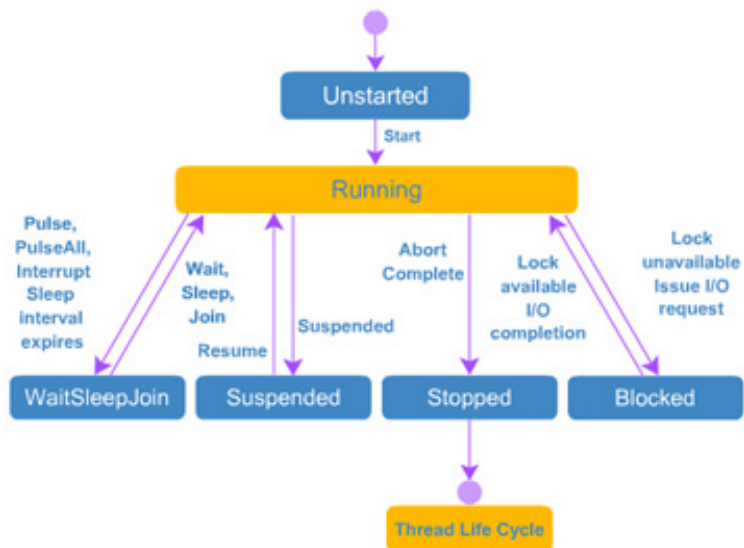 Unstarted
Start
Running
Pulse,
PulseAll,
Interrupt
Sleep
interval
expires
Wait,
Sleep,
Join
Resume
Suspended
Abort
Complete
Lock
available
I/O
completion
Lock
unavailable
Issue I/O
request
WaitSleepJoin
Suspended
Stopped
Blocked
Thread Life Cycle